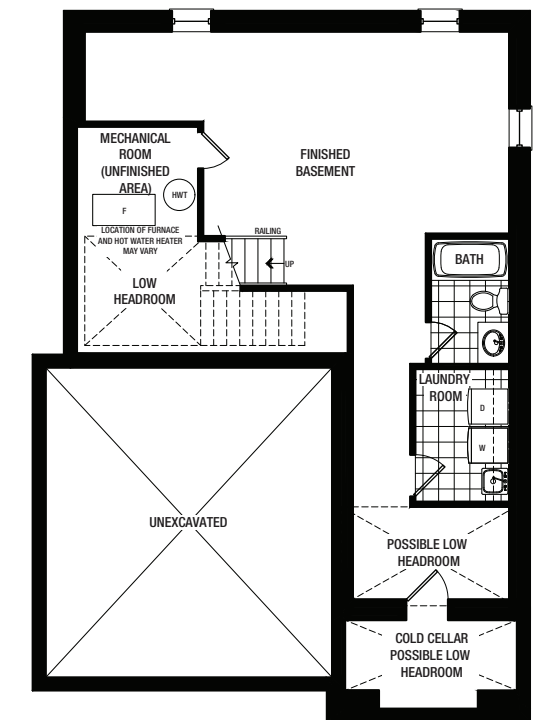 MECHANICAL
ROOM
(UNFINISHED
AREA)
HWT
F
LOCATION OF FURNACE
AND HOT WATER HEATER
MAY VARY
LOW
HEADROOM
FINISHED
BASEMENT
RAILING
UP
BATH
LAUNDRY
ROOM
D
W
UNEXCAVATED
POSSIBLE LOW
HEADROOM
COLD CELLAR
POSSIBLE LOW
HEADROOM